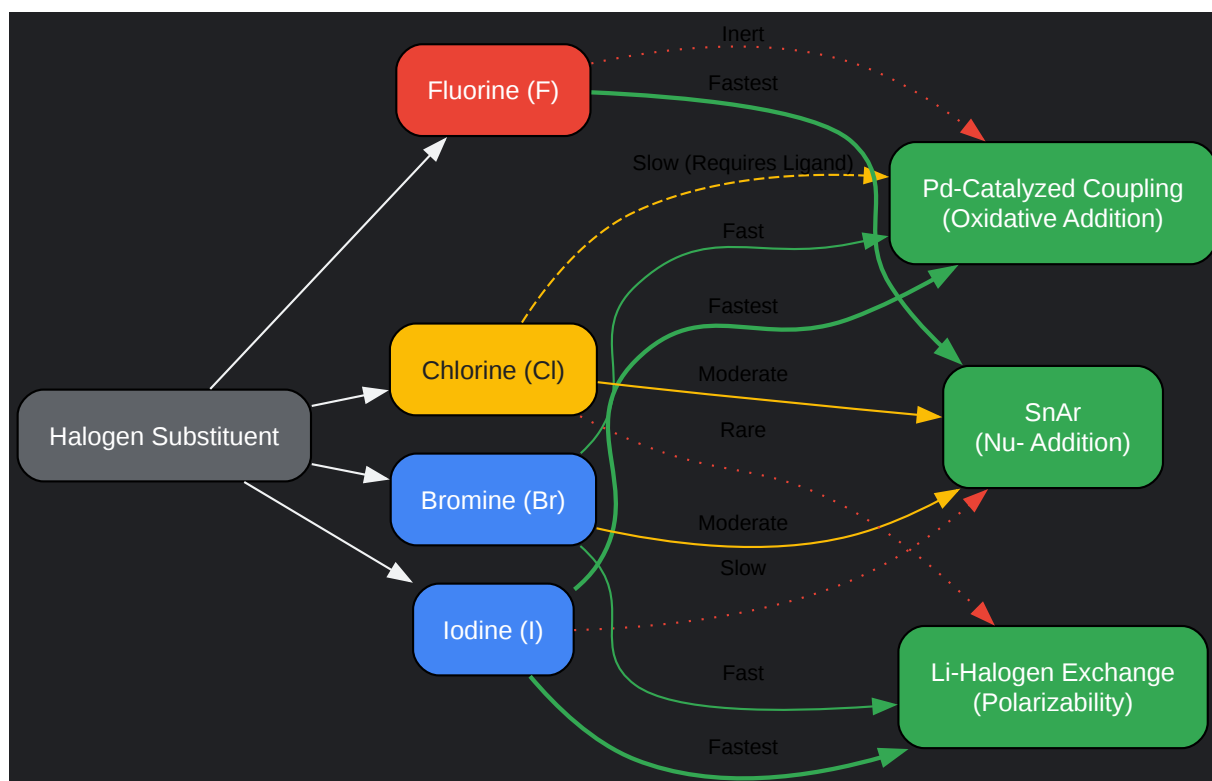 Inert
Fluorine (F)
Fastest
Slow (Requires Ligand)
Pd-Catalyzed Coupling
(Oxidative Addition)
Fast
Fastest
Chlorine (Cl)
Moderate
Halogen Substituent
Rare
SnAr
(Nu- Addition)
Bromine (Br)
Moderate
Slow
Iodine (I)
Fast
Li-Halogen Exchange
(Polarizability)
Fastest